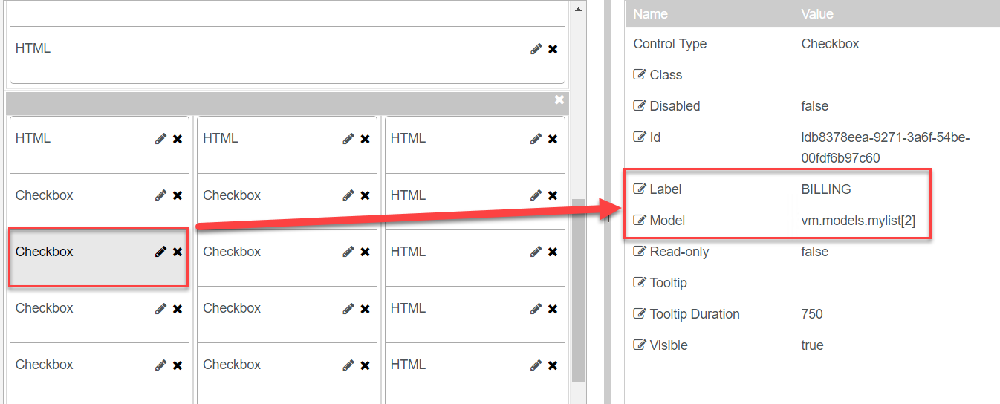 HTML
HTML HTML HTML
Checkbox Checkbox HTML
Checkbox Checkbox HTML
Checkbox Checkbox HTML
Checkbox Checkbox HTML
Name Value
Control Type Checkbox
Class
Disabled false
Id idb8378eea-9271-3a6f-54be-
00fdf6b97c60
Label BILLING
Model vm.models.mylist[2]
Read-only false
Tooltip
Tooltip Duration 750
Visible true